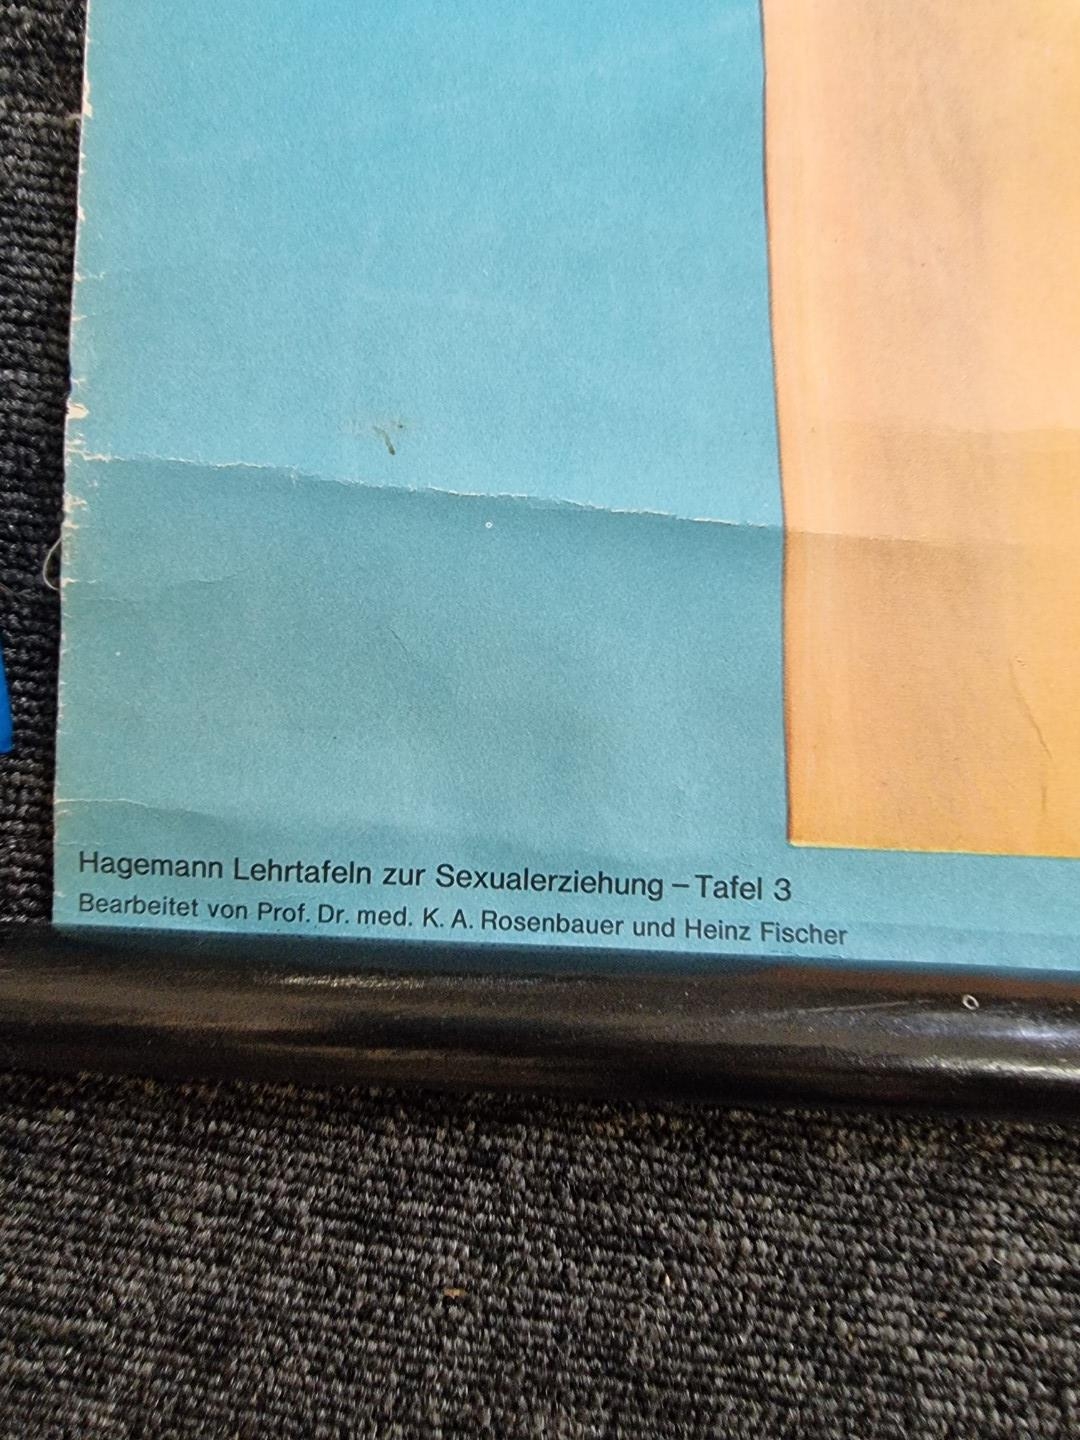 Hagemann Lehrtafeln zur Sexualerziehung – Tafel 3
Bearbeitet von Prof. Dr. med. K. A. Rosenbauer und Heinz Fischer